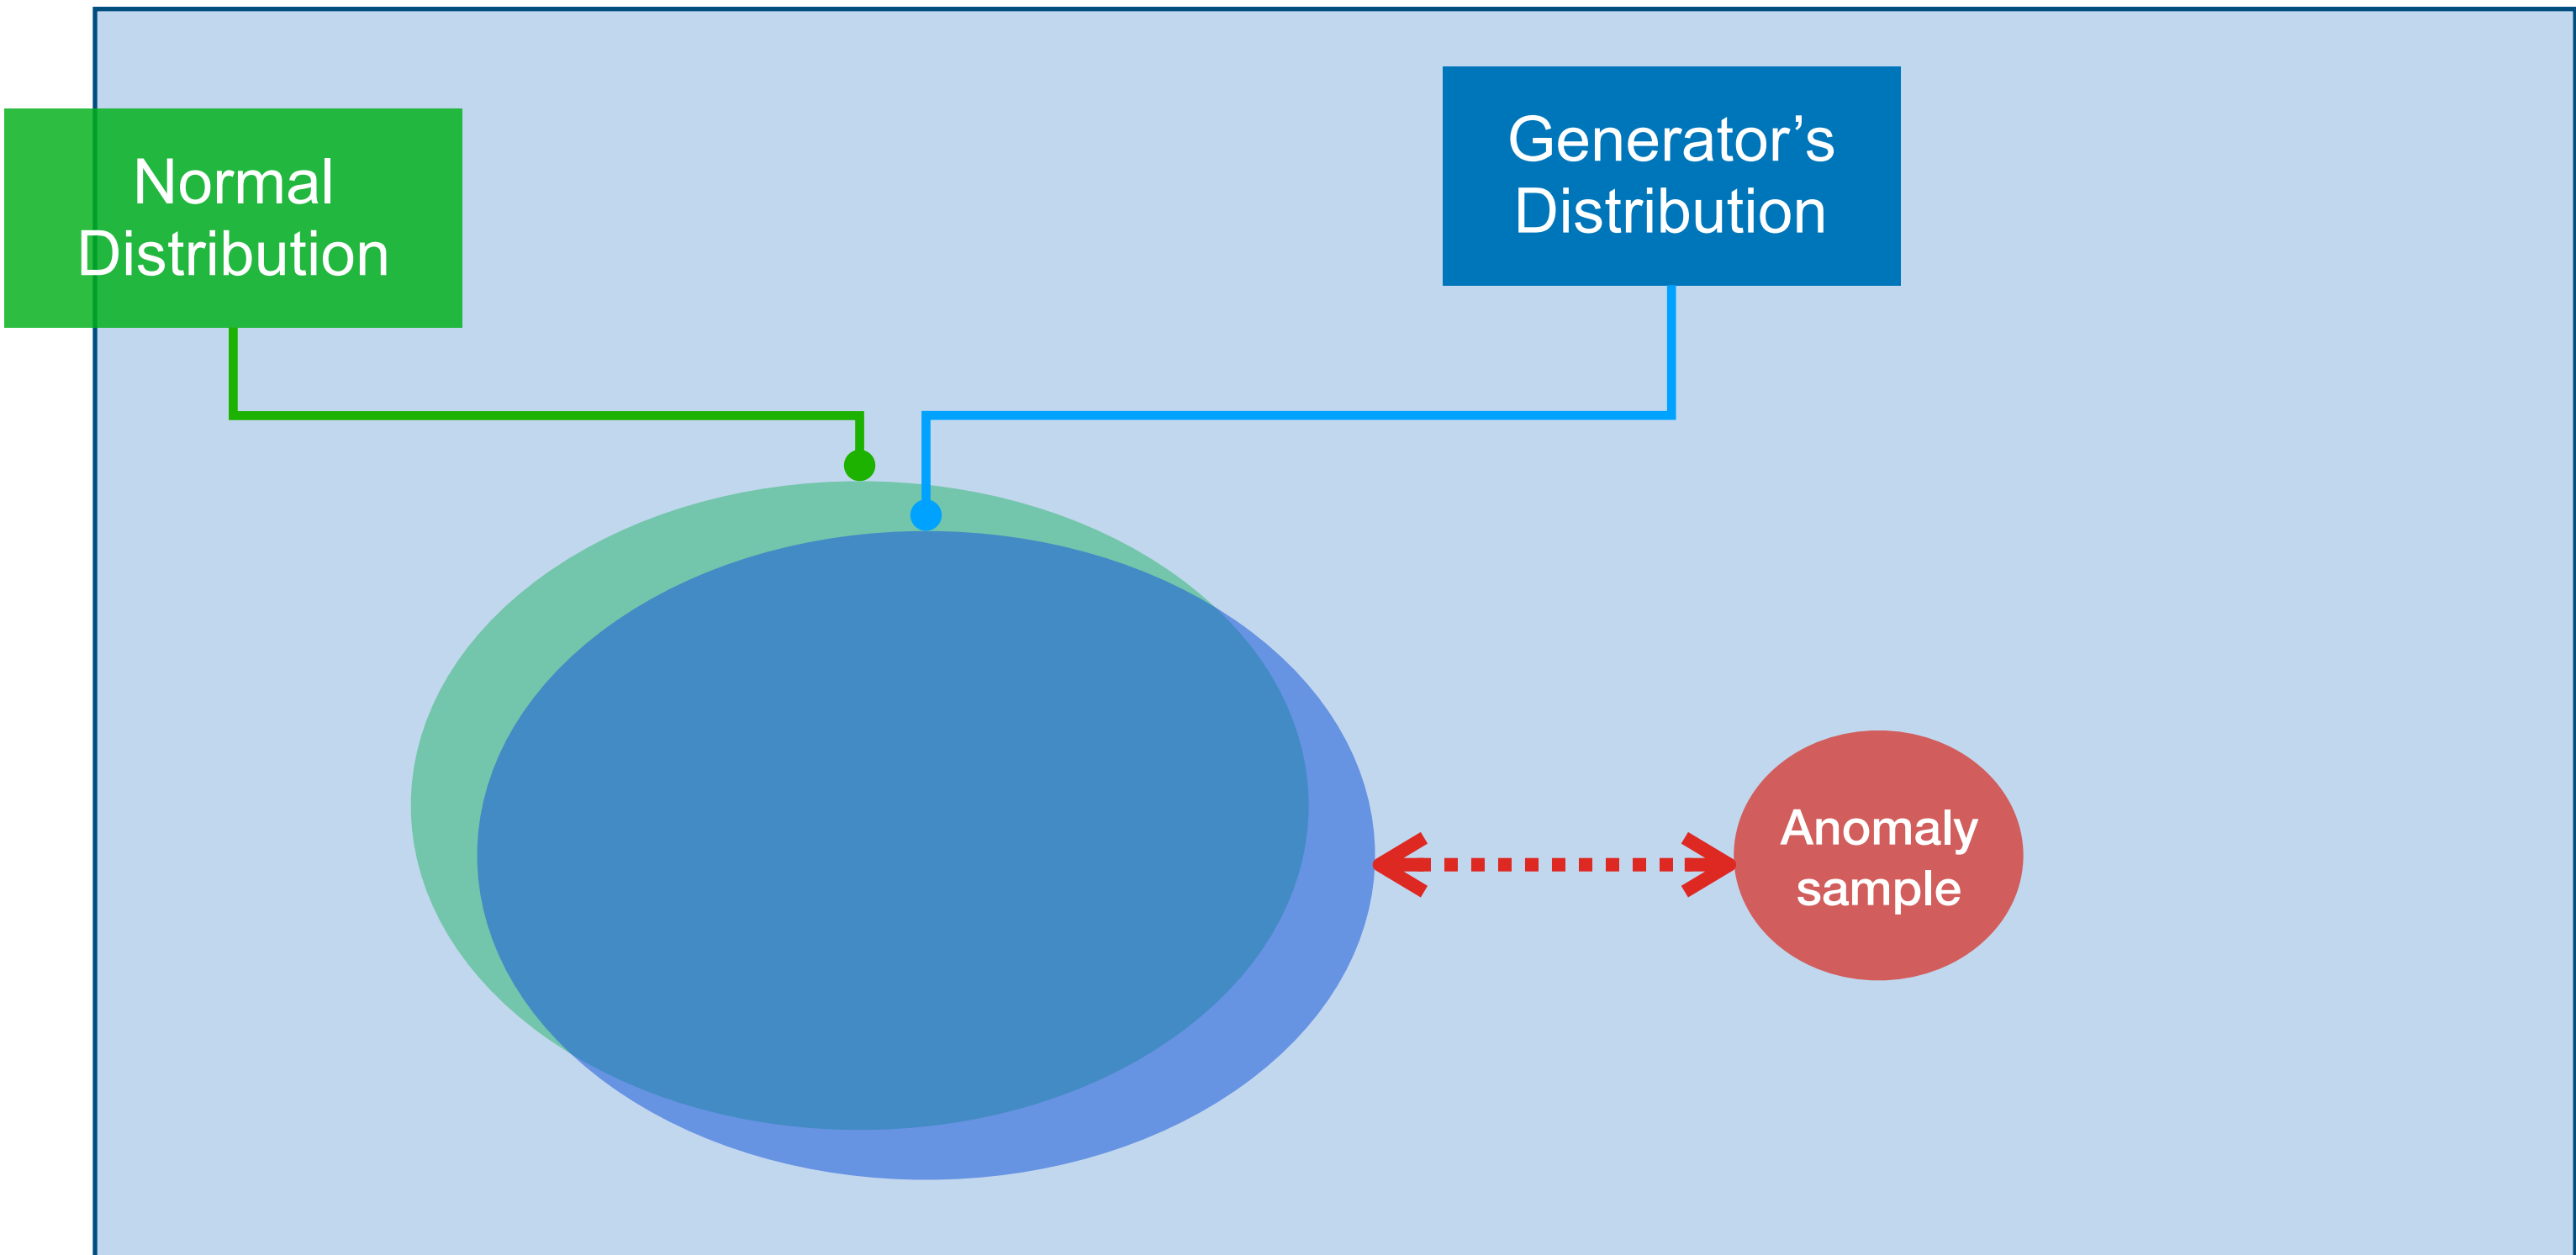 Normal
Distribution
Generator’s
Distribution
Anomaly
sample